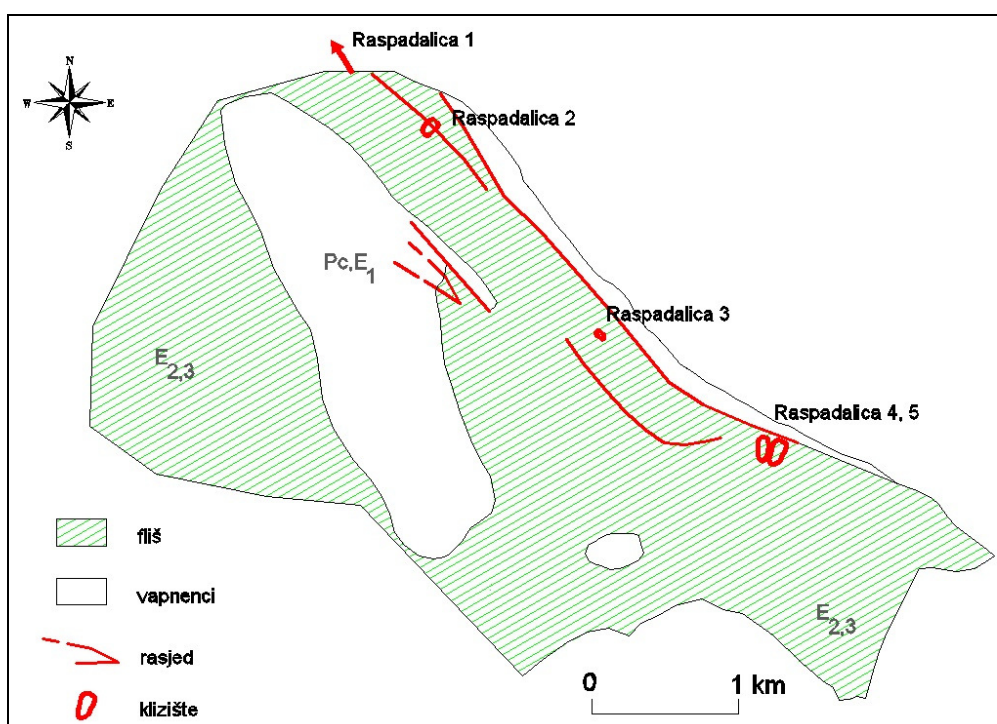 Raspadalica 1
N
W E
S
Raspadalica 2
Pc,E1
Raspadalica 3
E2,3
Raspadalica 4, 5
fliš
vapnenci
E2,3
rasjed
0 1 km
klizište